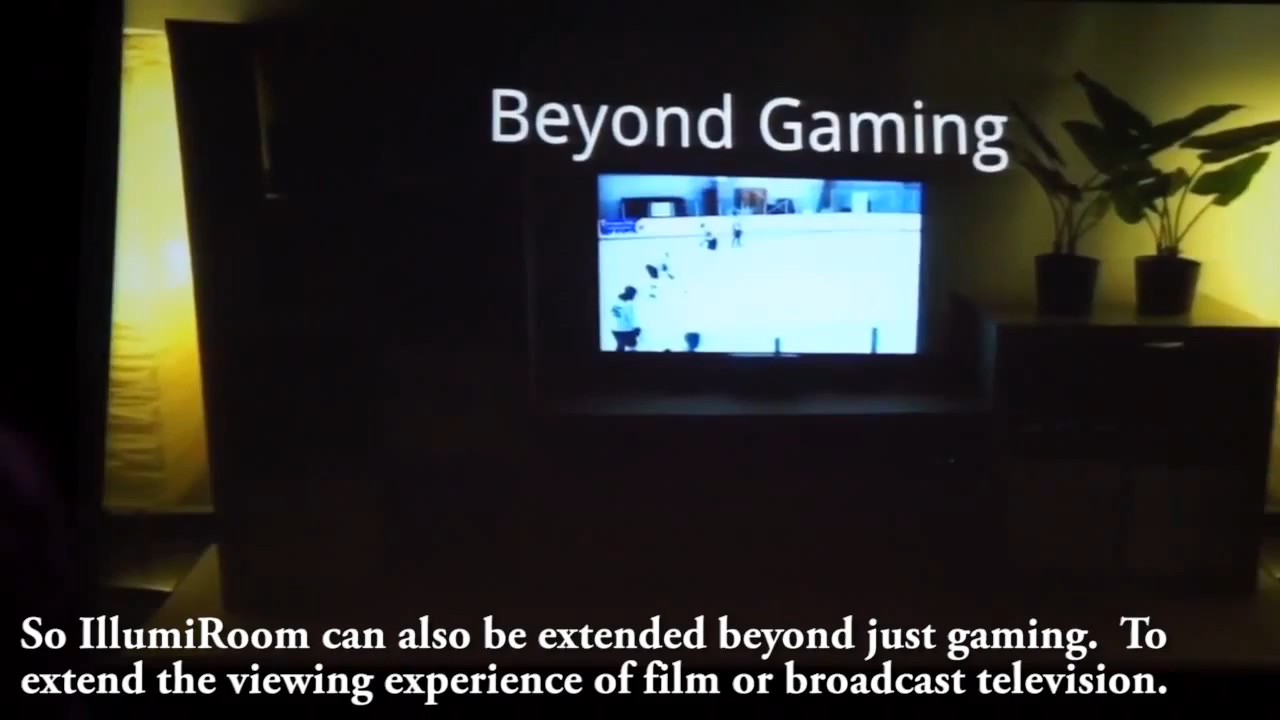 Beyond Gaming
So IllumiRoom can also be extended beyond just gaming. To
extend the viewing experience of film or broadcast television.